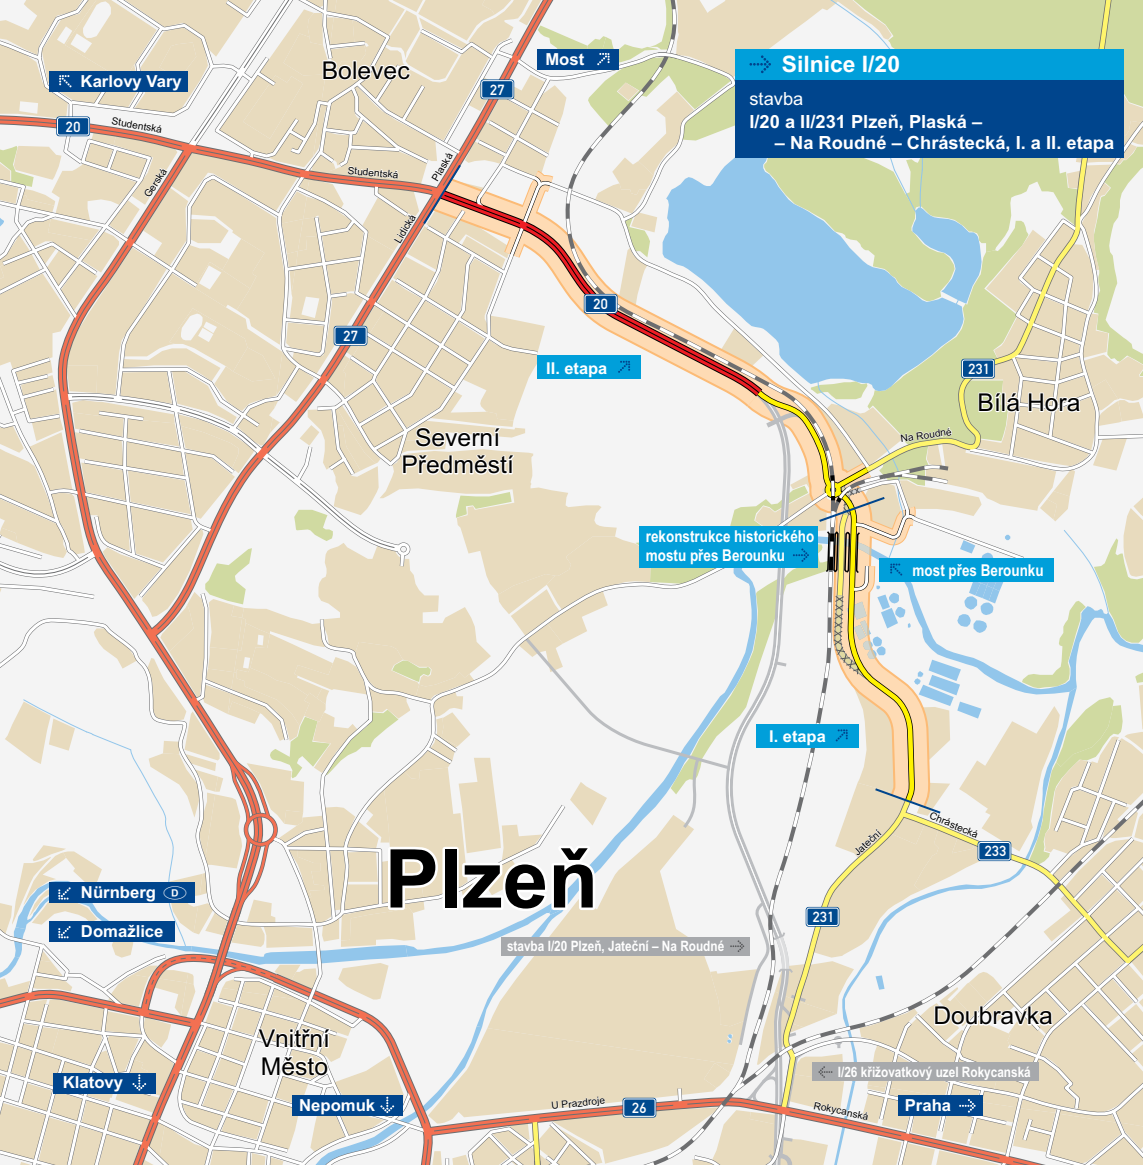 Silnice I/20
stavba
I/20 a II/231 Plzeň, Plaská –
– Na Roudné – Chrástecká, I. a II. etapa
Most
Bolevec
Karlovy Vary
27
20
Studentská
Plaská
Studentská
Gerská
Lidická
20
27
II. etapa
231
Bílá Hora
Na Roudné
Severní
Předměstí
rekonstrukce historického
mostu přes Berounku
most přes Berounku
I. etapa
Chrástecká
Jateční
233
Plzeň
Nürnberg D
Domažlice
231
stavba I/20 Plzeň, Jateční – Na Roudné
Doubravka
Vnitřní
Město
I/26 křižovatkový uzel Rokycanská
Klatovy
Nepomuk
U Prazdroje
26
Rokycanská
Praha